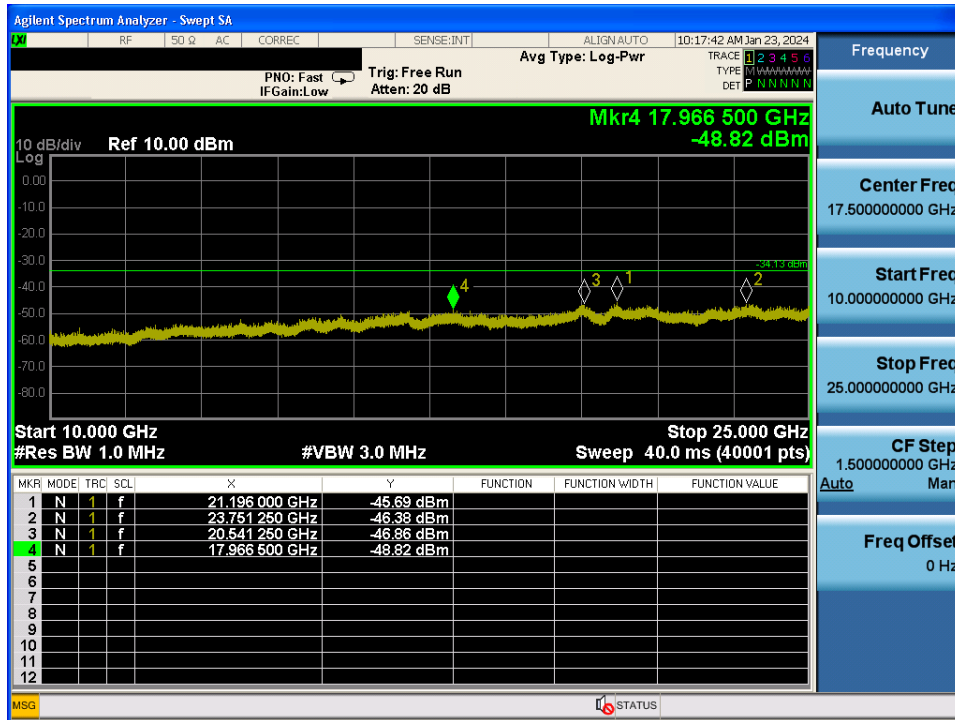 Agilent Spectrum Analyzer - Swept SA
LXI RF 50 Ω AC CORREC SENSE:INT ALIGN AUTO 10:17:42 AM Jan 23, 2024
Frequency
Avg Type: Log-Pwr
TRACE 1 2 3 4 5 6
PNO: Fast Trig: Free Run
TYPE M W W W W W
IFGain:Low Atten: 20 dB
DET P N N N N N
Auto Tune
Mkr4 17.966 500 GHz
-48.82 dBm
10 dB/div Ref 10.00 dBm
Log
0.00
-10.0
-20.0
-30.0
-34.13 dBm
-40.0
-50.0
-60.0
-70.0
-80.0
4
3
1
2
Center Freq
17.500000000 GHz
Start Freq
10.000000000 GHz
Stop Freq
25.000000000 GHz
Start 10.000 GHz Stop 25.000 GHz
#Res BW 1.0 MHz #VBW 3.0 MHz Sweep 40.0 ms (40001 pts)
CF Step
1.500000000 GHz
Auto Man
MKR MODE TRC SCL X Y FUNCTION FUNCTION WIDTH FUNCTION VALUE
1 N 1 f 21.196 000 GHz -45.69 dBm
2 N 1 f 23.751 250 GHz -46.38 dBm
3 N 1 f 20.541 250 GHz -46.86 dBm
4 N 1 f 17.966 500 GHz -48.82 dBm
5
6
7
8
9
10
11
12
Freq Offset
0 Hz
MSG STATUS